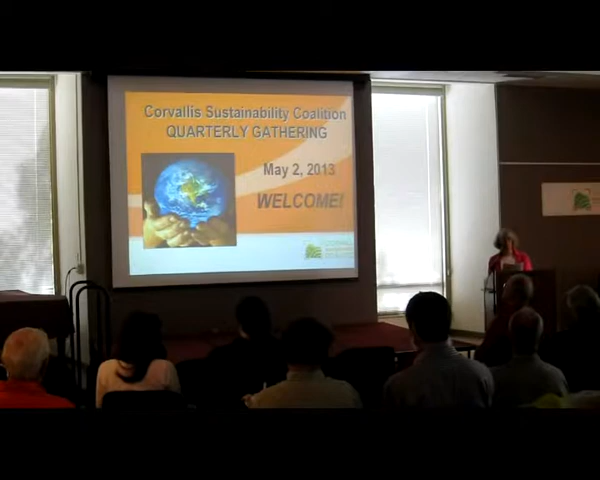 Corvallis Sustainability Coalition
QUARTERLY GATHERING
May 2, 2013
WELCOME!